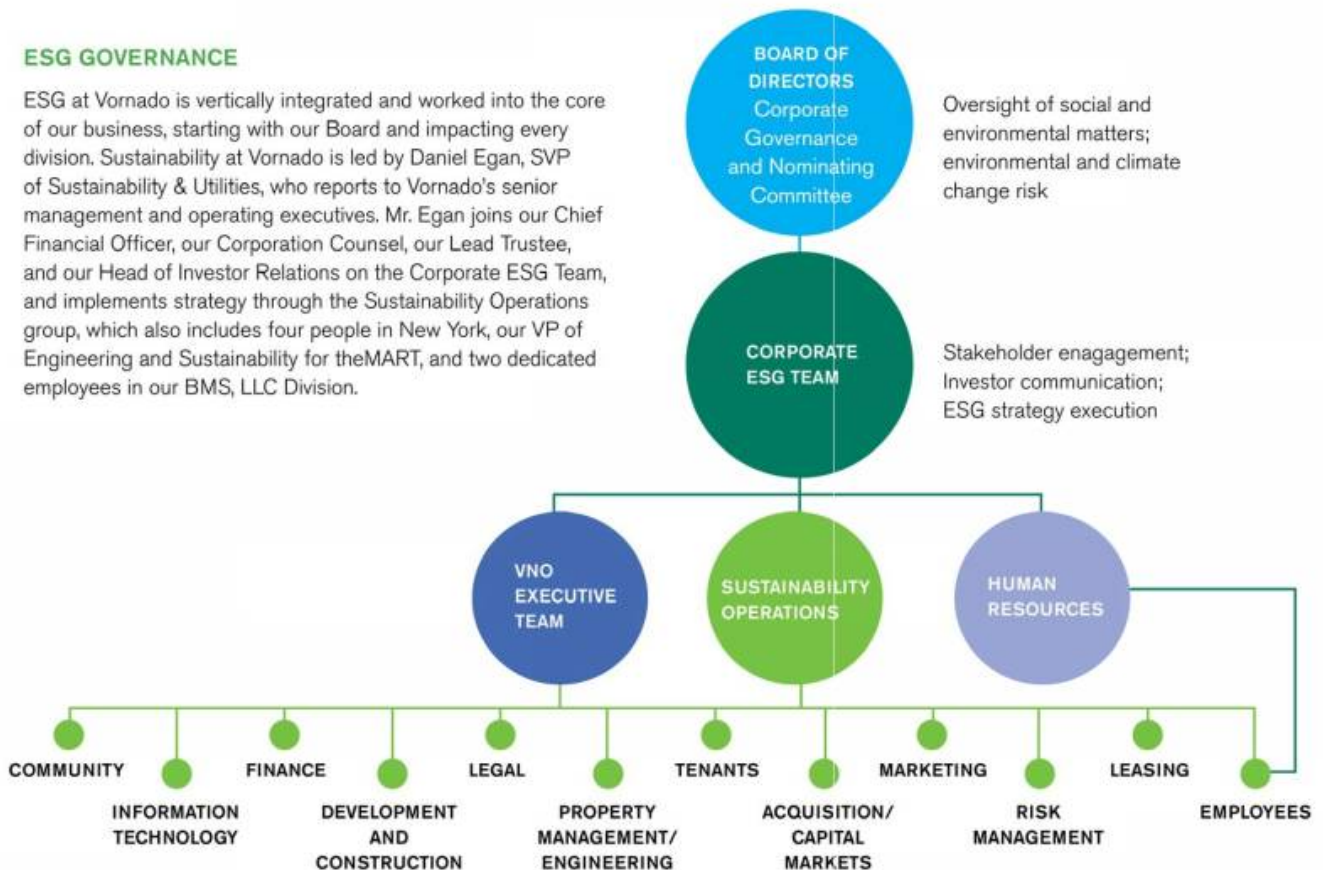 ESG GOVERNANCE
ESG at Vornado is vertically integrated and worked into the core
of our business, starting with our Board and impacting every
division. Sustainability at Vornado is led by Daniel Egan, SVP
of Sustainability & Utilities, who reports to Vornado's senior
management and operating executives. Mr. Egan joins our Chief
Financial Officer, our Corporation Counsel, our Lead Trustee,
and our Head of Investor Relations on the Corporate ESG Team,
and implements strategy through the Sustainability Operations
group, which also includes four people in New York, our VP of
Engineering and Sustainability for theMART, and two dedicated
employees in our BMS, LLC Division.
BOARD OF
DIRECTORS
Corporate
Governance
and Nominating
Committee
Oversight of social and
environmental matters;
environmental and climate
change risk
CORPORATE
ESG TEAM
Stakeholder enagagement;
Investor communication;
ESG strategy execution
VNO
EXECUTIVE
TEAM
SUSTAINABILITY
OPERATIONS
HUMAN
RESOURCES
COMMUNITY
INFORMATION
TECHNOLOGY
FINANCE
DEVELOPMENT
AND
CONSTRUCTION
LEGAL
PROPERTY
MANAGEMENT/
ENGINEERING
TENANTS
ACQUISITION/
CAPITAL
MARKETS
MARKETING
RISK
MANAGEMENT
LEASING
EMPLOYEES